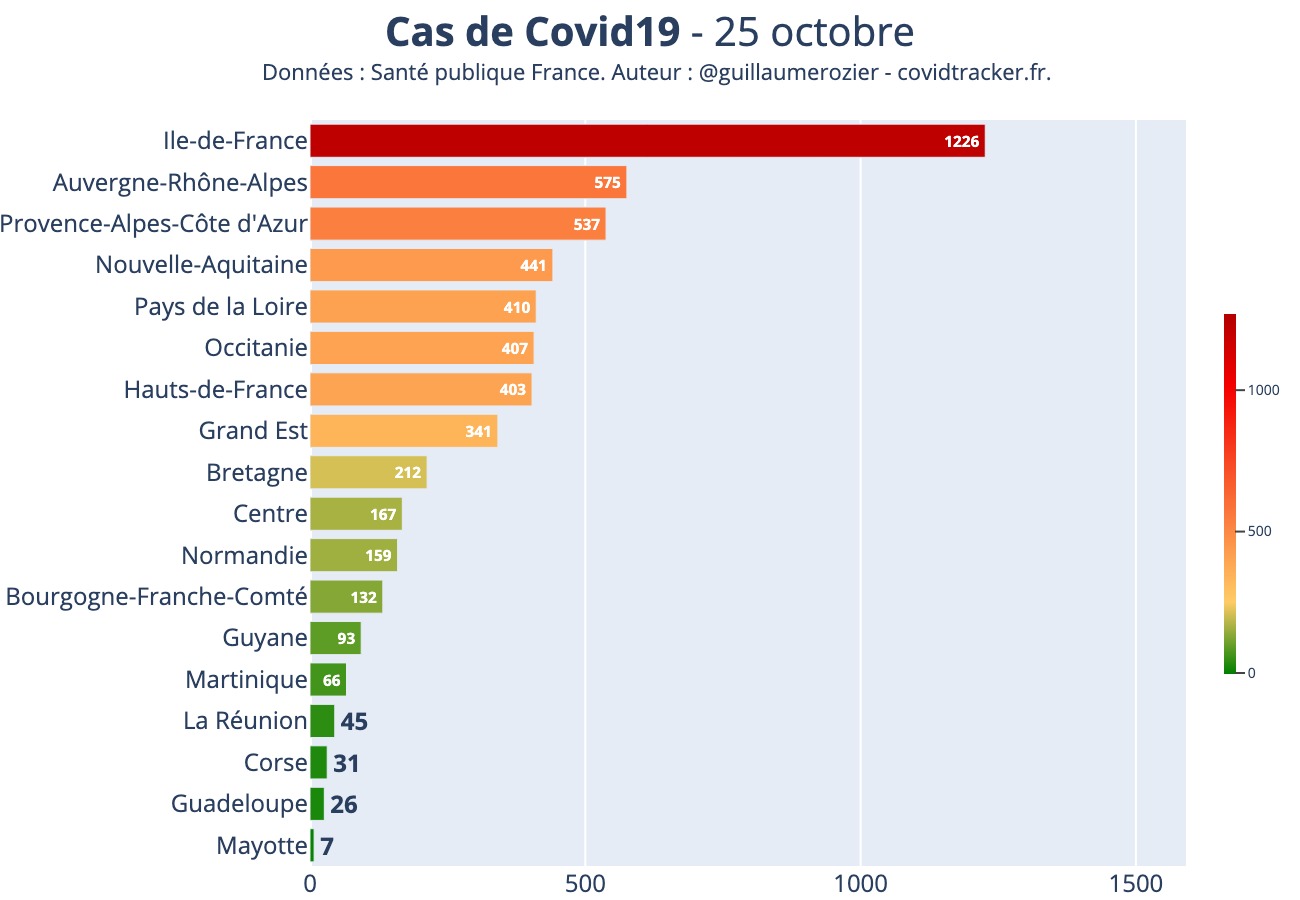 Cas de Covid19 - 25 octobre
Données : Santé publique France. Auteur : @guillaumerozier - covidtracker.fr.
Ile-de-France 1226
Auvergne-Rhône-Alpes 575
Provence-Alpes-Côte d'Azur 537
Nouvelle-Aquitaine 441
Pays de la Loire 410
Occitanie 407
Hauts-de-France 403
Grand Est 341
Bretagne 212
Centre 167
Normandie 159
Bourgogne-Franche-Comté 132
Guyane 93
Martinique 66
La Réunion 45
Corse 31
Guadeloupe 26
Mayotte 7
0 500 1000 1500
1000
500
0